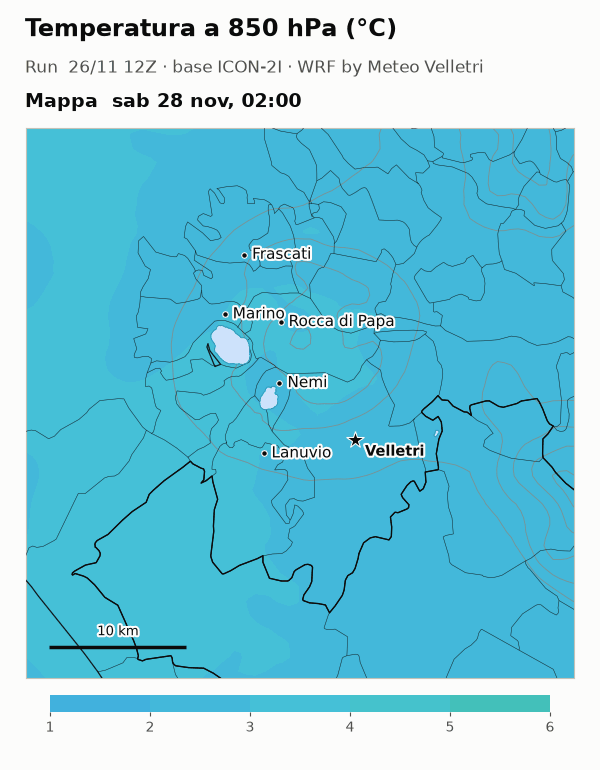 Temperatura a 850 hPa (°C)
Run  26/11 12Z · base ICON-2I · WRF by Meteo Velletri
Mappa  sab 28 nov, 02:00
Frascati
Marino
Rocca di Papa
Nemi
Velletri
Lanuvio
10 km
1 2 3 4 5 6